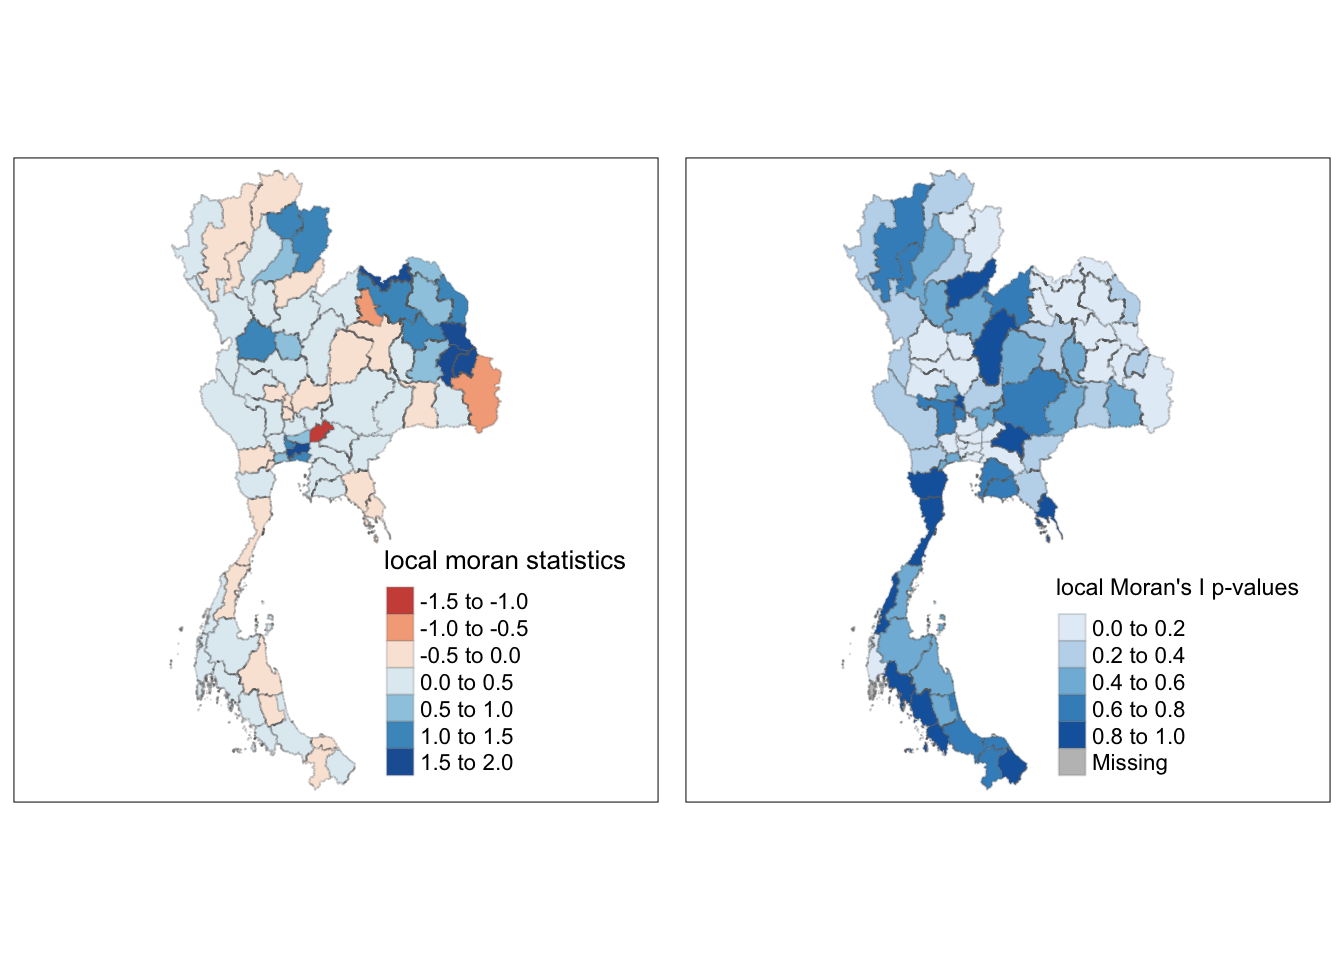 local moran statistics
-1.5 to -1.0
-1.0 to -0.5
-0.5 to 0.0
0.0 to 0.5
0.5 to 1.0
1.0 to 1.5
1.5 to 2.0
local Moran's I p-values
0.0 to 0.2
0.2 to 0.4
0.4 to 0.6
0.6 to 0.8
0.8 to 1.0
Missing